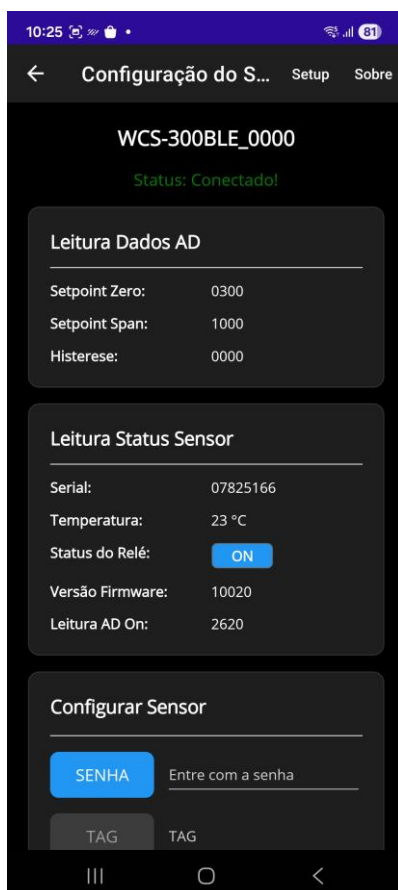 10:25 81
Configuração do S... Setup Sobre
WCS-300BLE_0000
Status: Conectado!
Leitura Dados AD
Setpoint Zero: 0300
Setpoint Span: 1000
Histerese: 0000
Leitura Status Sensor
Serial: 07825166
Temperatura: 23 °C
Status do Relé: ON
Versão Firmware: 10020
Leitura AD On: 2620
Configurar Sensor
SENHA Entre com a senha
TAG TAG